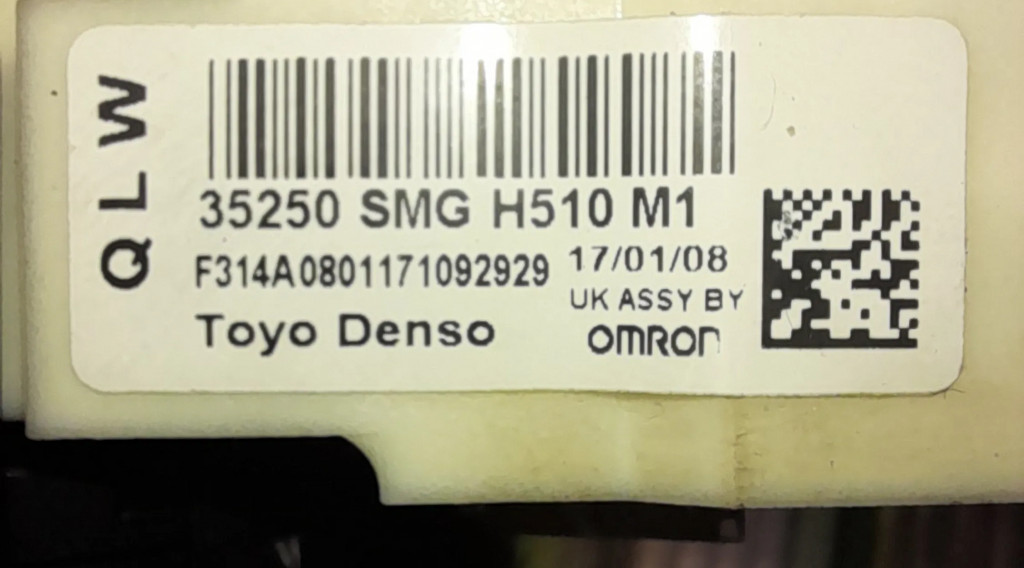 QLW
35250 SMG H510 M1
F314A0801171092929
17/01/08
UK ASSY BY
Toyo Denso
OMRON